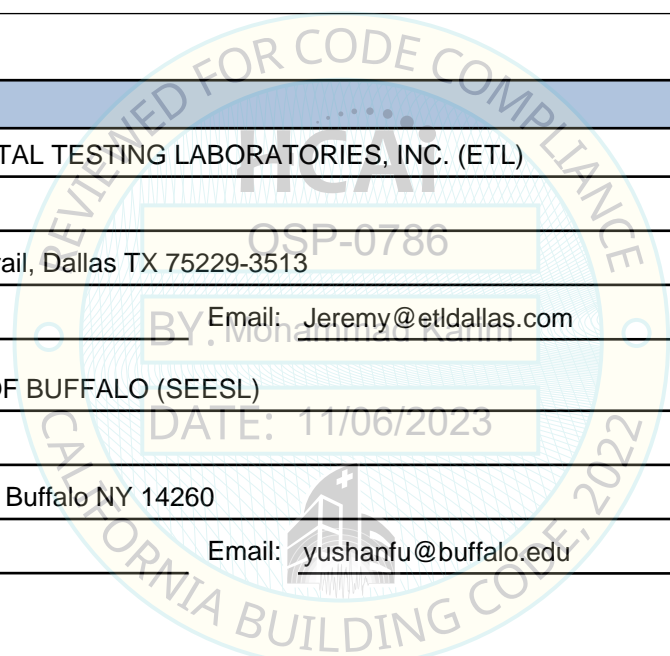 REVIEWED FOR CODE COMPLIANCE
HCAi
TAL TESTING LABORATORIES, INC. (ETL)
OSP-0786
rail, Dallas TX 75229-3513
BY: Mohammad Karim
Email: Jeremy@etldallas.com
OF BUFFALO (SEESL)
DATE: 11/06/2023
Buffalo NY 14260
Email: yushanfu@buffalo.edu
CALIFORNIA BUILDING CODE, 2022